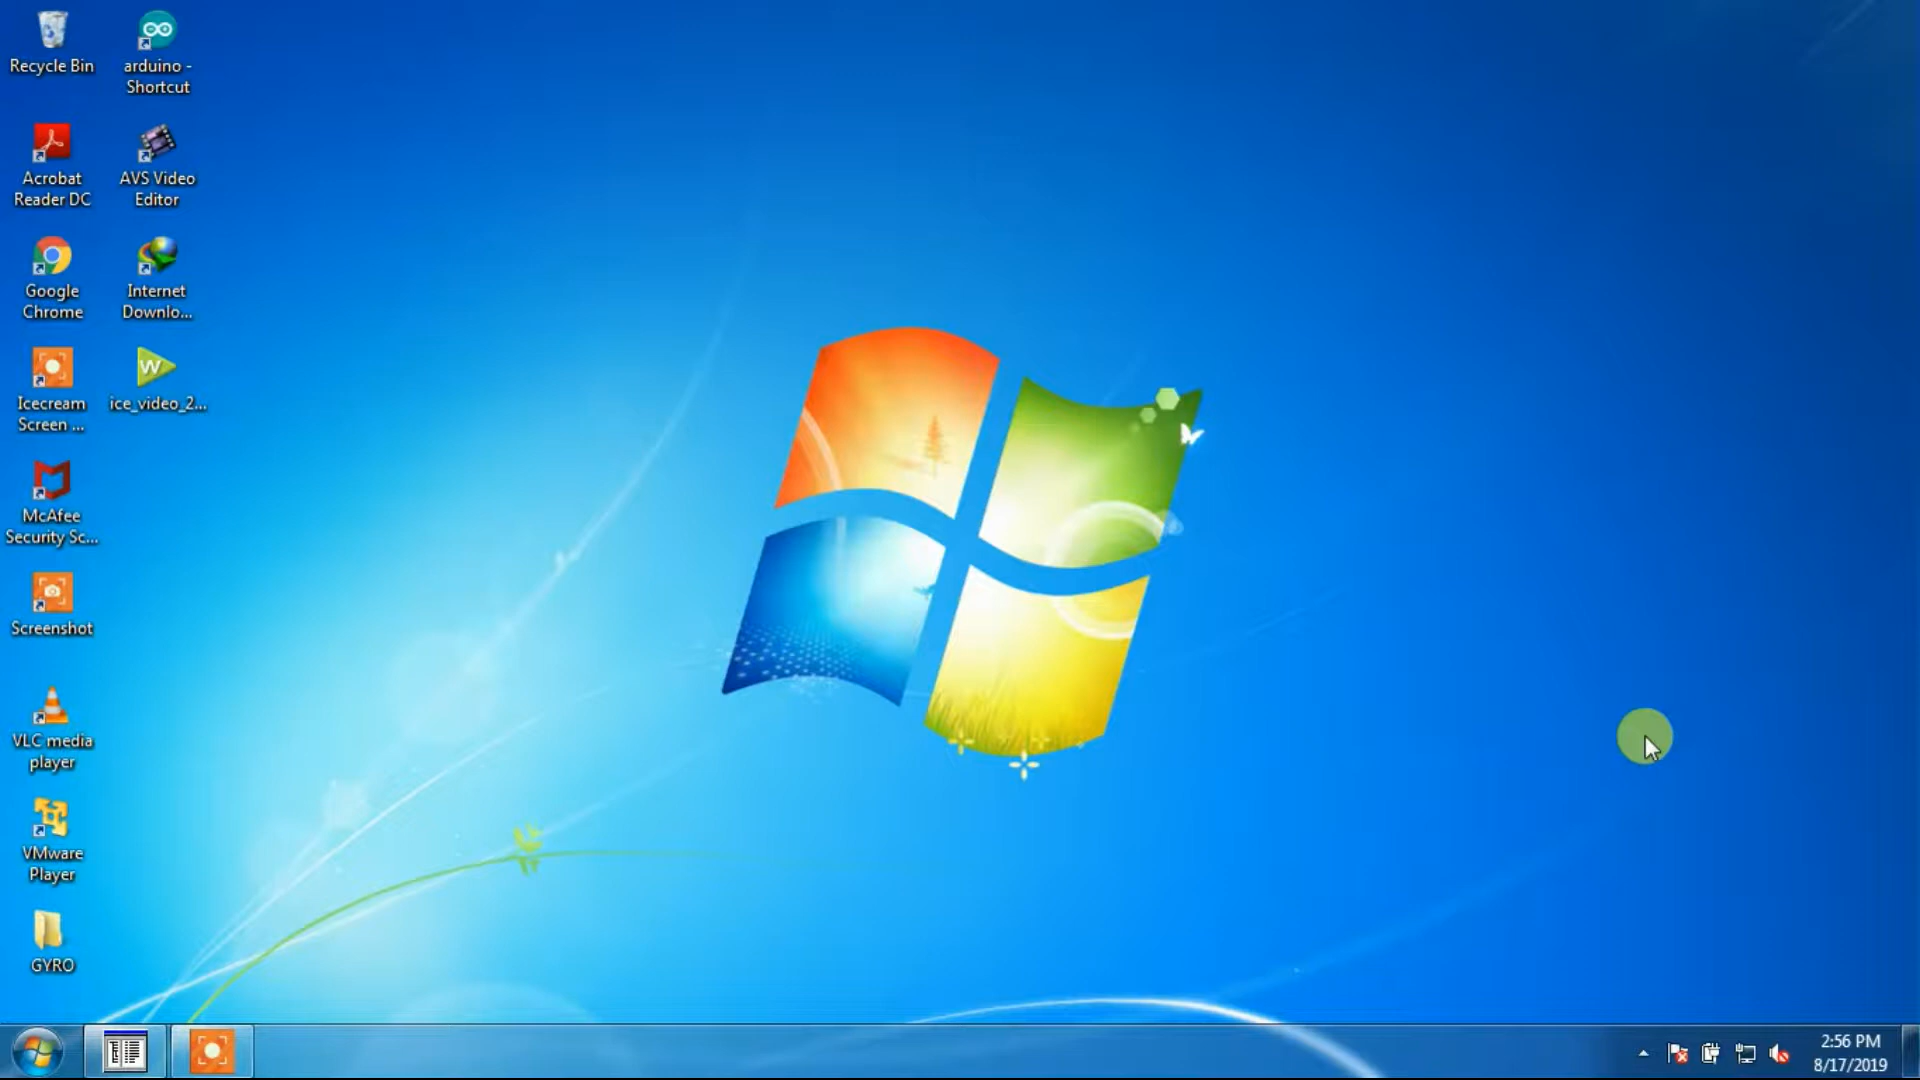 Recycle Bin
arduino -
Shortcut
Acrobat
Reader DC
AVS Video
Editor
Google
Chrome
Internet
Downlo...
Icecream
Screen ...
W
ice_video_2...
McAfee
Security Sc...
Screenshot
VLC media
player
VMware
Player
GYRO
2:56 PM
8/17/2019